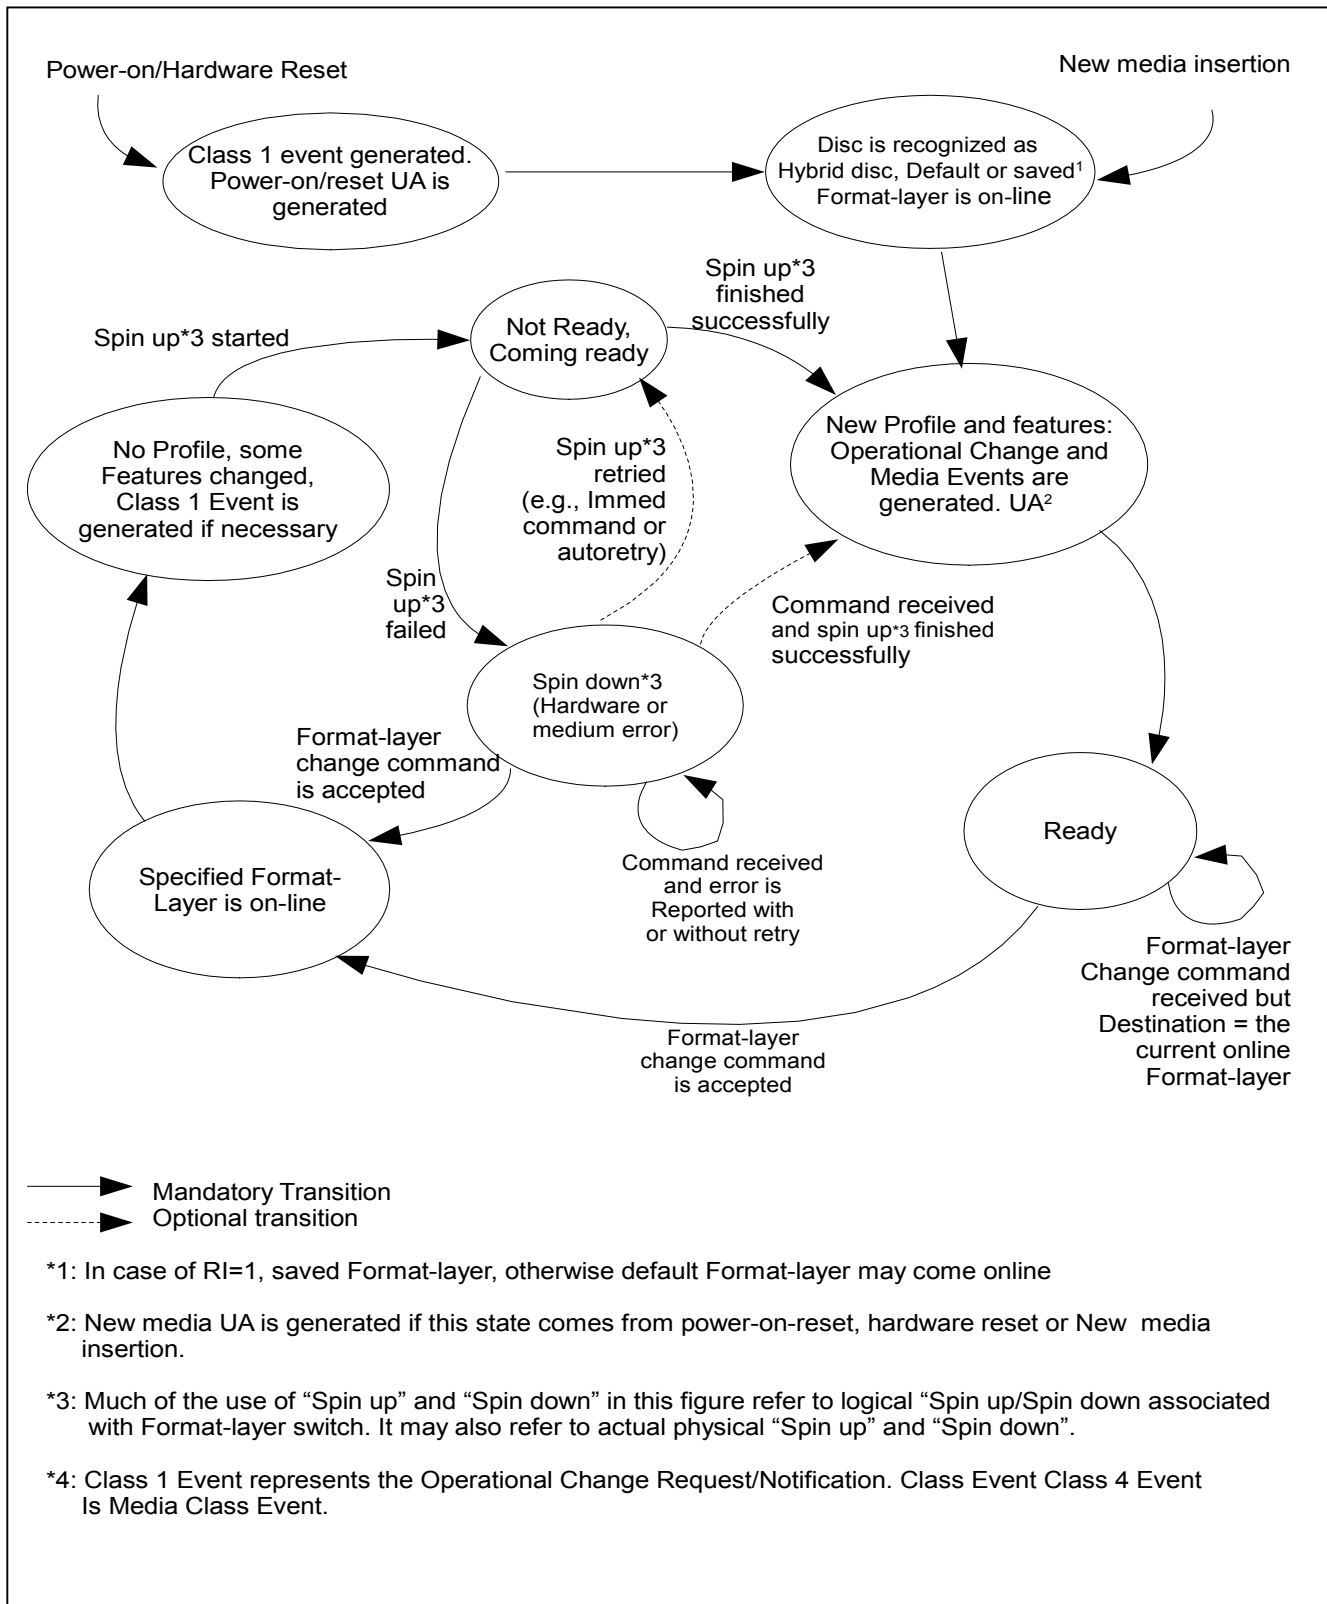 Power-on/Hardware Reset
New media insertion
Class 1 event generated.
Power-on/reset UA is
generated
Disc is recognized as
Hybrid disc, Default or saved¹
Format-layer is on-line
Spin up*3
finished
successfully
Spin up*3 started
Not Ready,
Coming ready
No Profile, some
Features changed,
Class 1 Event is
generated if necessary
Spin up*3
retried
(e.g., Immed
command or
autoretry)
New Profile and features:
Operational Change and
Media Events are
generated. UA²
Spin
up*3
failed
Command received
and spin up*3 finished
successfully
Spin down*3
(Hardware or
medium error)
Format-layer
change command
is accepted
Ready
Specified Format-
Layer is on-line
Command received
and error is
Reported with
or without retry
Format-layer
Change command
received but
Destination = the
current online
Format-layer
Format-layer
change command
is accepted
Mandatory Transition
Optional transition
*1: In case of RI=1, saved Format-layer, otherwise default Format-layer may come online
*2: New media UA is generated if this state comes from power-on-reset, hardware reset or New media
insertion.
*3: Much of the use of “Spin up” and “Spin down” in this figure refer to logical “Spin up/Spin down associated
with Format-layer switch. It may also refer to actual physical “Spin up” and “Spin down”.
*4: Class 1 Event represents the Operational Change Request/Notification. Class Event Class 4 Event
Is Media Class Event.